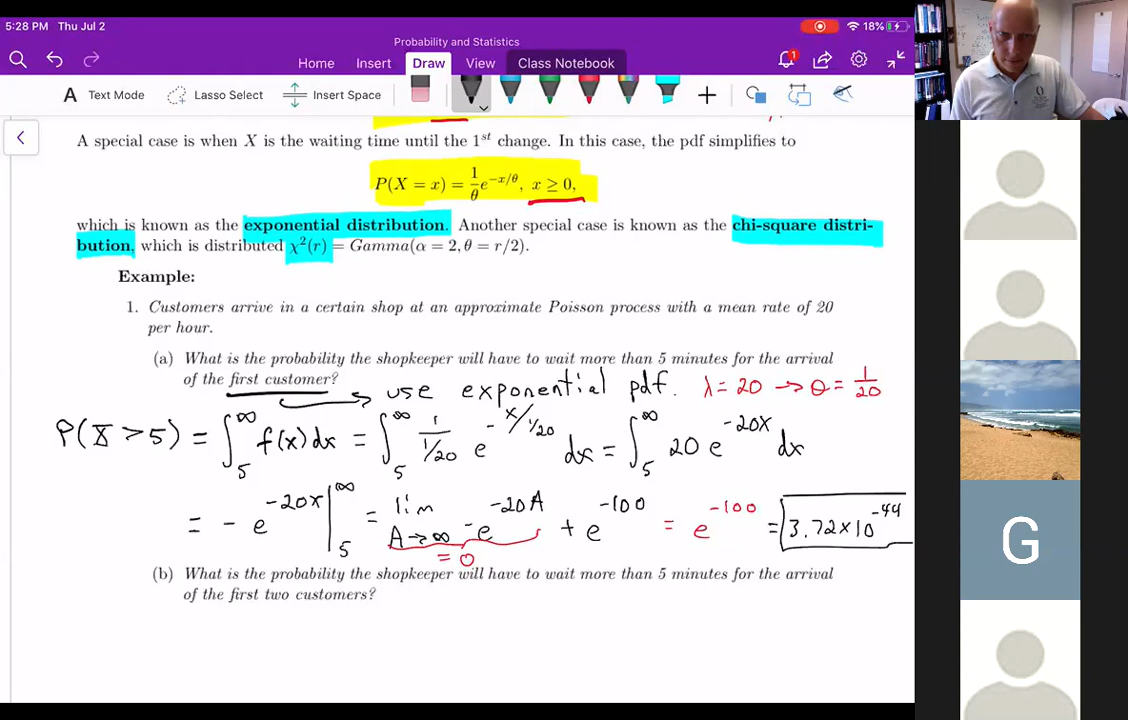 5:28 PM Thu Jul 2
18%
Probability and Statistics
Home Insert Draw View Class Notebook
1
A Text Mode Lasso Select Insert Space
A special case is when X is the waiting time until the 1st change. In this case, the pdf simplifies to
P(X = x) = 1/θ e^{-x/θ}, x ≥ 0,
which is known as the exponential distribution. Another special case is known as the chi-square distri-
bution, which is distributed χ²(r) = Gamma(α = 2, θ = r/2).
Example:
1. Customers arrive in a certain shop at an approximate Poisson process with a mean rate of 20
per hour.
(a) What is the probability the shopkeeper will have to wait more than 5 minutes for the arrival
of the first customer?
use exponential pdf. λ = 20 → θ = 1/20
P(X > 5) = ∫_5^∞ f(x) dx = ∫_5^∞ 1/(1/20) e^{-x/1/20} dx = ∫_5^∞ 20 e^{-20x} dx
= - e^{-20x} |_5^∞ = lim A→∞ -e^{-20A} + e^{-100} = e^{-100} = 3.72×10^{-44}
= 0
(b) What is the probability the shopkeeper will have to wait more than 5 minutes for the arrival
of the first two customers?
G